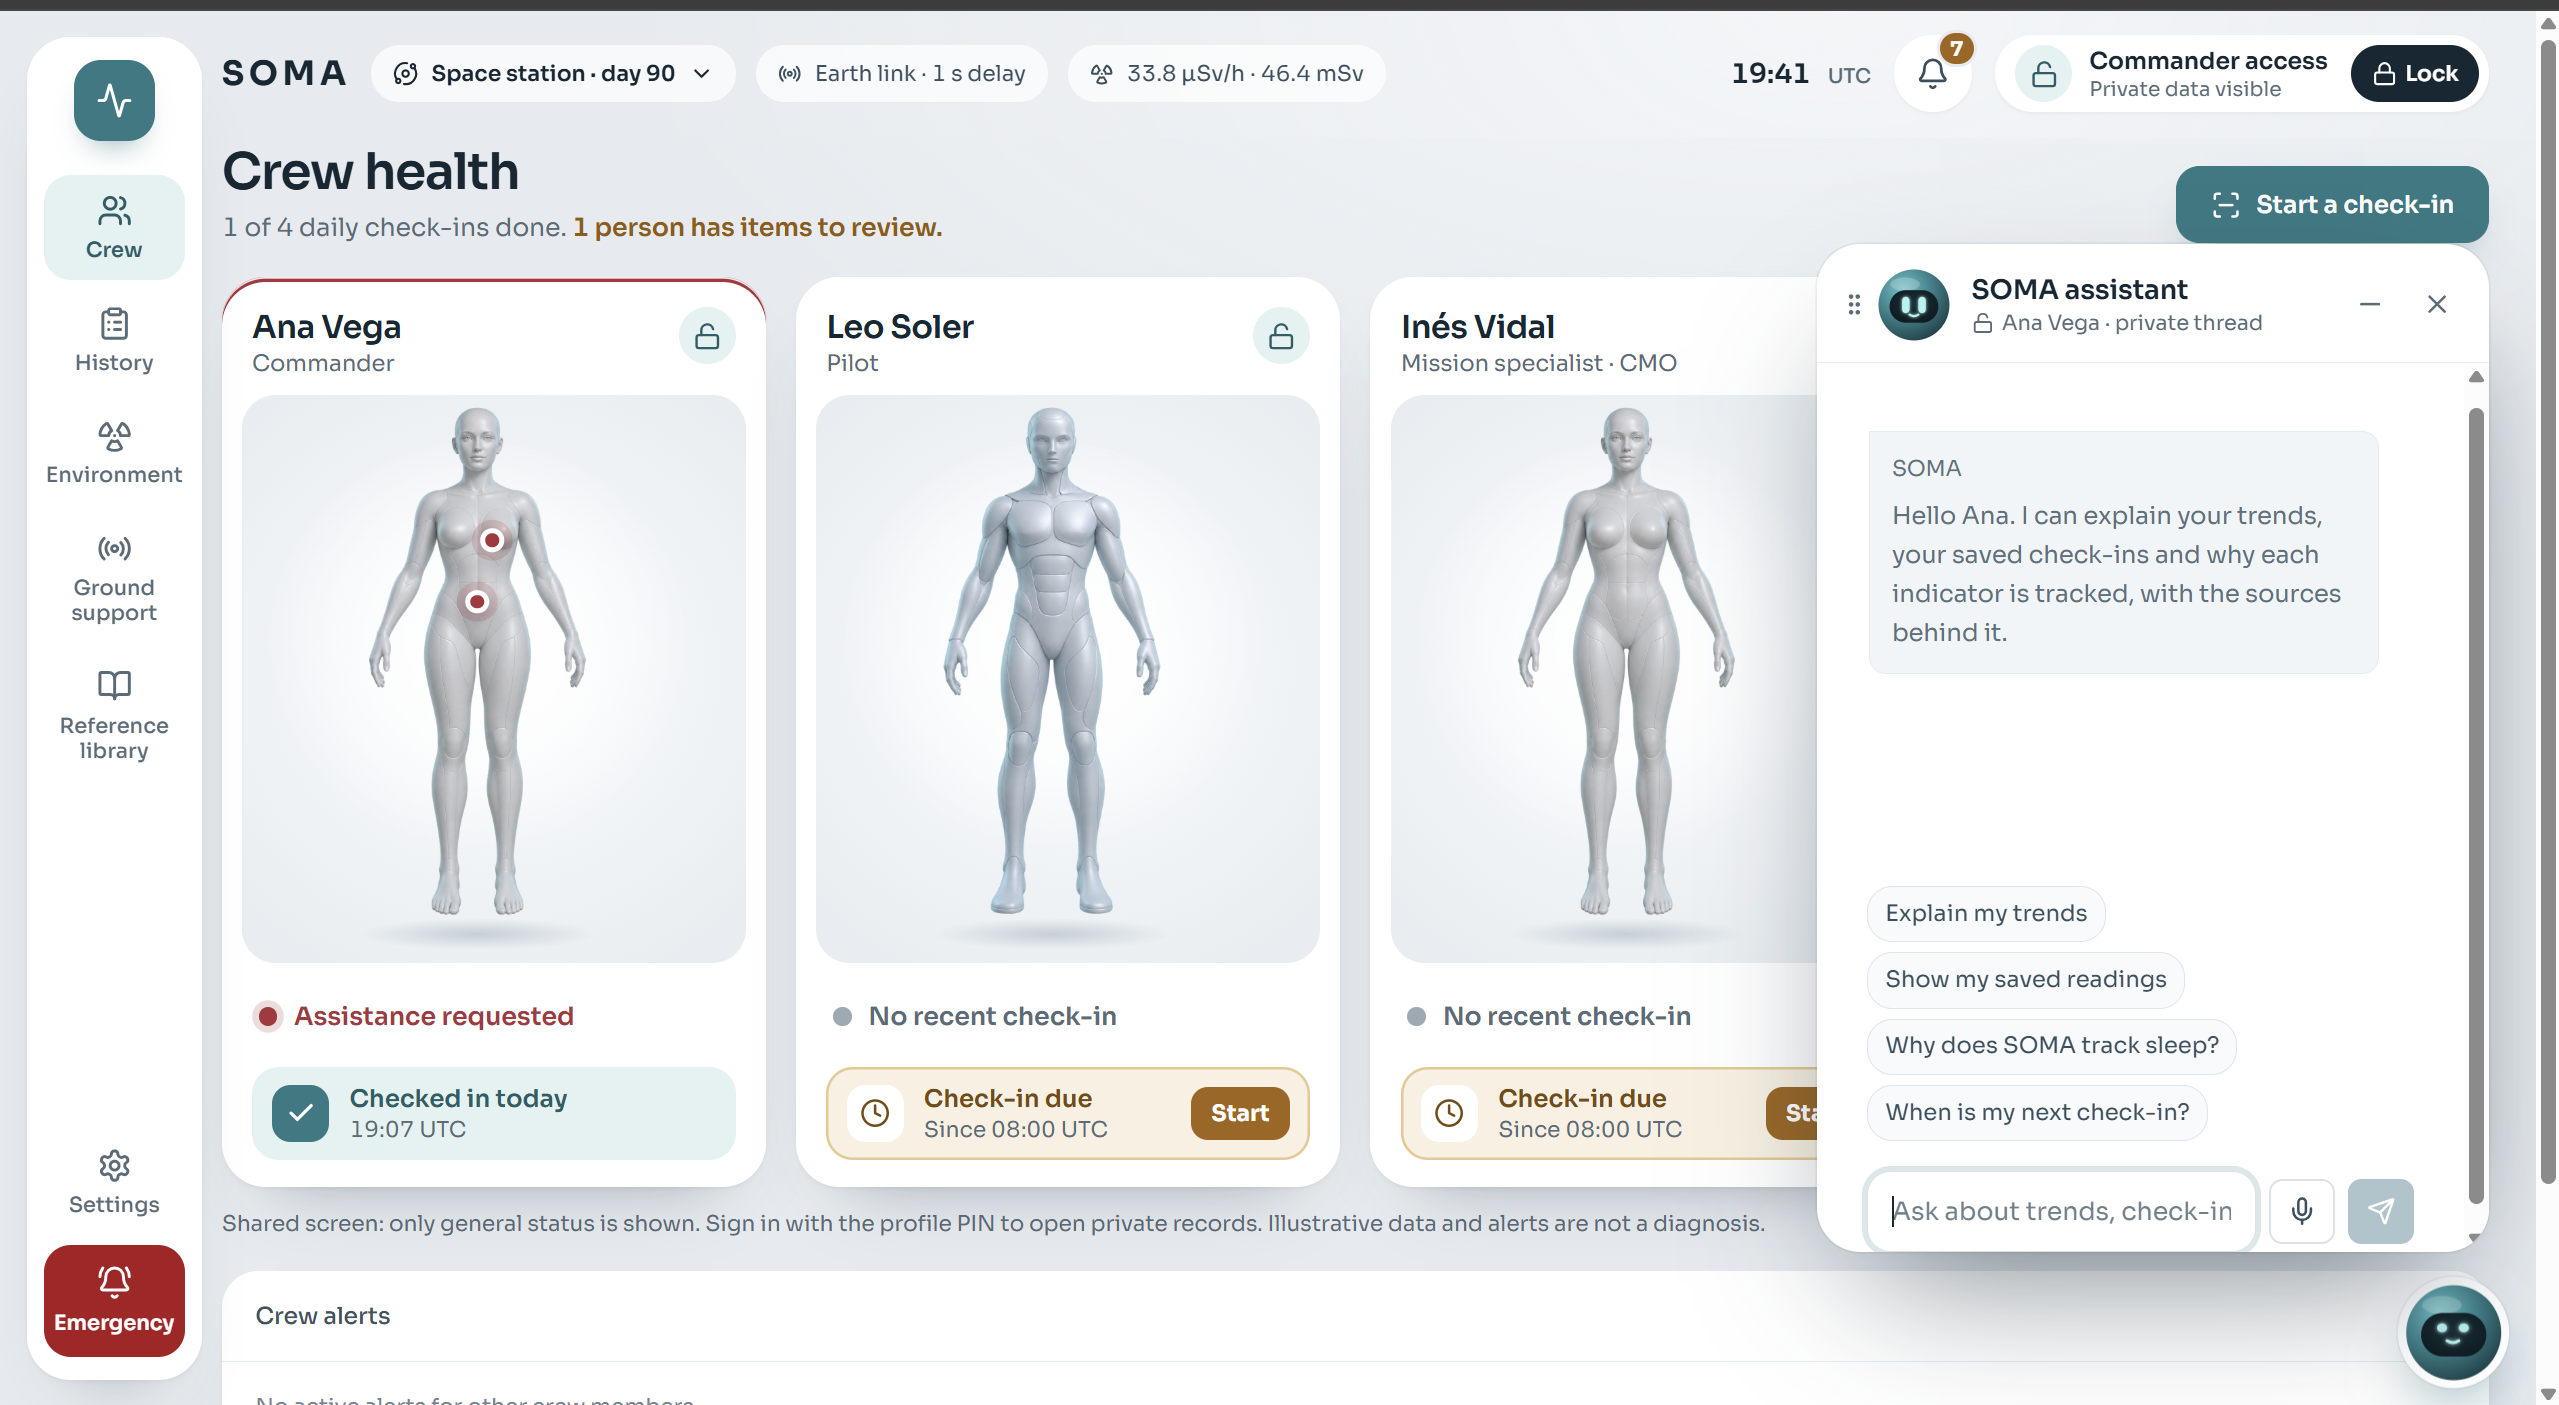 SOMA
Space station · day 90
Earth link · 1 s delay
33.8 µSv/h · 46.4 mSv
19:41 UTC
7
Commander access
Private data visible
Lock
Crew
History
Environment
Ground
support
Reference
library
Settings
Emergency
Crew health
1 of 4 daily check-ins done. 1 person has items to review.
Start a check-in
Ana Vega
Commander
Assistance requested
Checked in today
19:07 UTC
Leo Soler
Pilot
No recent check-in
Check-in due
Since 08:00 UTC
Start
Inés Vidal
Mission specialist · CMO
No recent check-in
Check-in due
Since 08:00 UTC
SOMA assistant
Ana Vega · private thread
SOMA
Hello Ana. I can explain your trends,
your saved check-ins and why each
indicator is tracked, with the sources
behind it.
Explain my trends
Show my saved readings
Why does SOMA track sleep?
When is my next check-in?
Ask about trends, check-in
Shared screen: only general status is shown. Sign in with the profile PIN to open private records. Illustrative data and alerts are not a diagnosis.
Crew alerts
No active alerts for other crew members